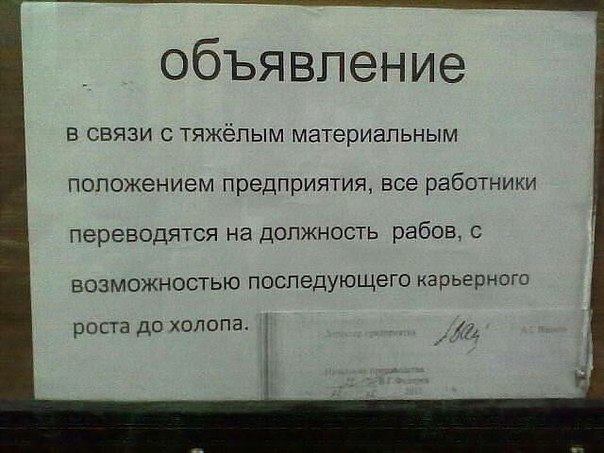 объявление
в связи с тяжёлым материальным
положением предприятия, все работники
переводятся на должность рабов, с
возможностью последующего карьерного
роста до холопа.